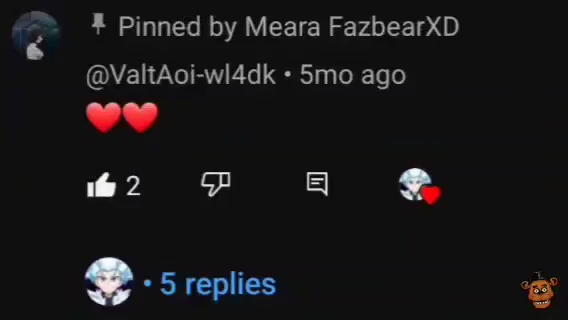 Pinned by Meara FazbearXD
@ValtAoi-wl4dk • 5mo ago
❤️❤️
2
• 5 replies